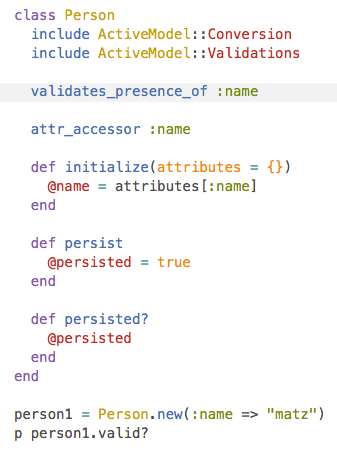 class Person
  include ActiveModel::Conversion
  include ActiveModel::Validations

  validates_presence_of :name

  attr_accessor :name

  def initialize(attributes = {})
    @name = attributes[:name]
  end

  def persist
    @persisted = true
  end

  def persisted?
    @persisted
  end
end

person1 = Person.new(:name => "matz")
p person1.valid?